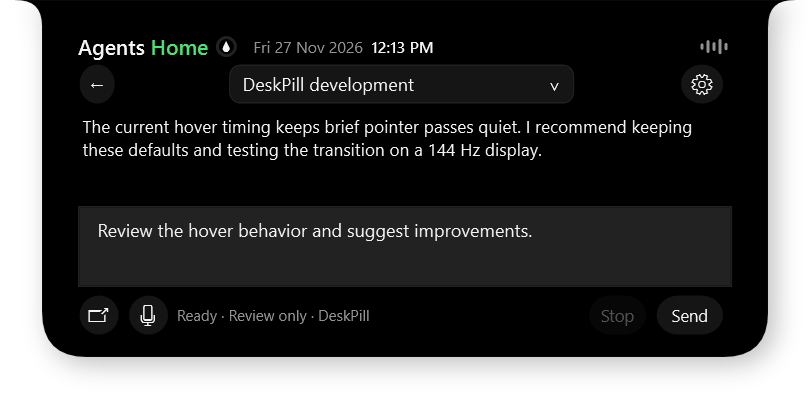 Agents Home Fri 27 Nov 2026 12:13 PM
DeskPill development
The current hover timing keeps brief pointer passes quiet. I recommend keeping
these defaults and testing the transition on a 144 Hz display.
Review the hover behavior and suggest improvements.
Ready · Review only · DeskPill Stop Send